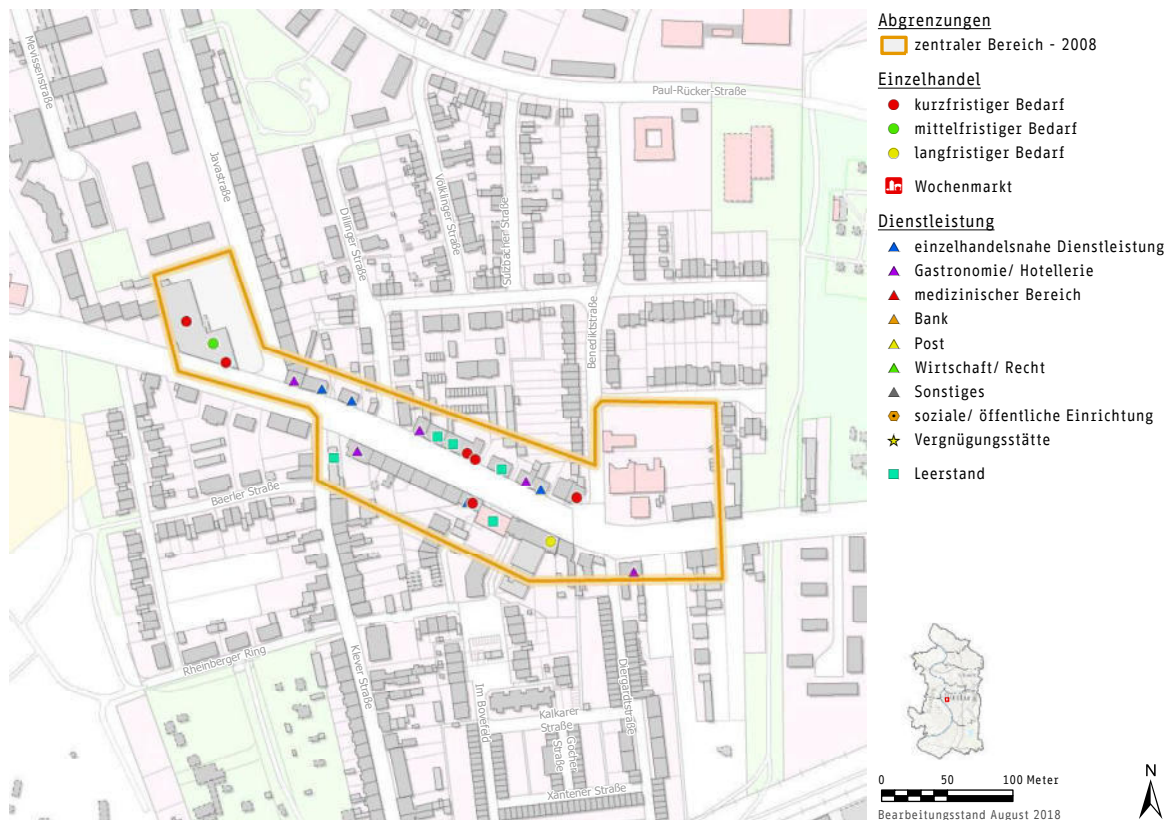 Abgrenzungen
zentraler Bereich - 2008
Einzelhandel
kurzfristiger Bedarf
mittelfristiger Bedarf
langfristiger Bedarf
Wochenmarkt
Dienstleistung
einzelhandelsnahe Dienstleistung
Gastronomie/ Hotellerie
medizinischer Bereich
Bank
Post
Wirtschaft/ Recht
Sonstiges
soziale/ öffentliche Einrichtung
Vergnügungsstätte
Leerstand
Mevissenstraße
Javastraße
Paul-Rücker-Straße
Völklinger Straße
Dillinger Straße
Sulzbacher Straße
Benediktstraße
Baerler Straße
Rheinberger Ring
Klever Straße
Im Bovefeld
Kalkarer
Straße
Gocher
Straße
Diergardtstraße
Xantener Straße
0 50 100 Meter
Bearbeitungsstand August 2018
N